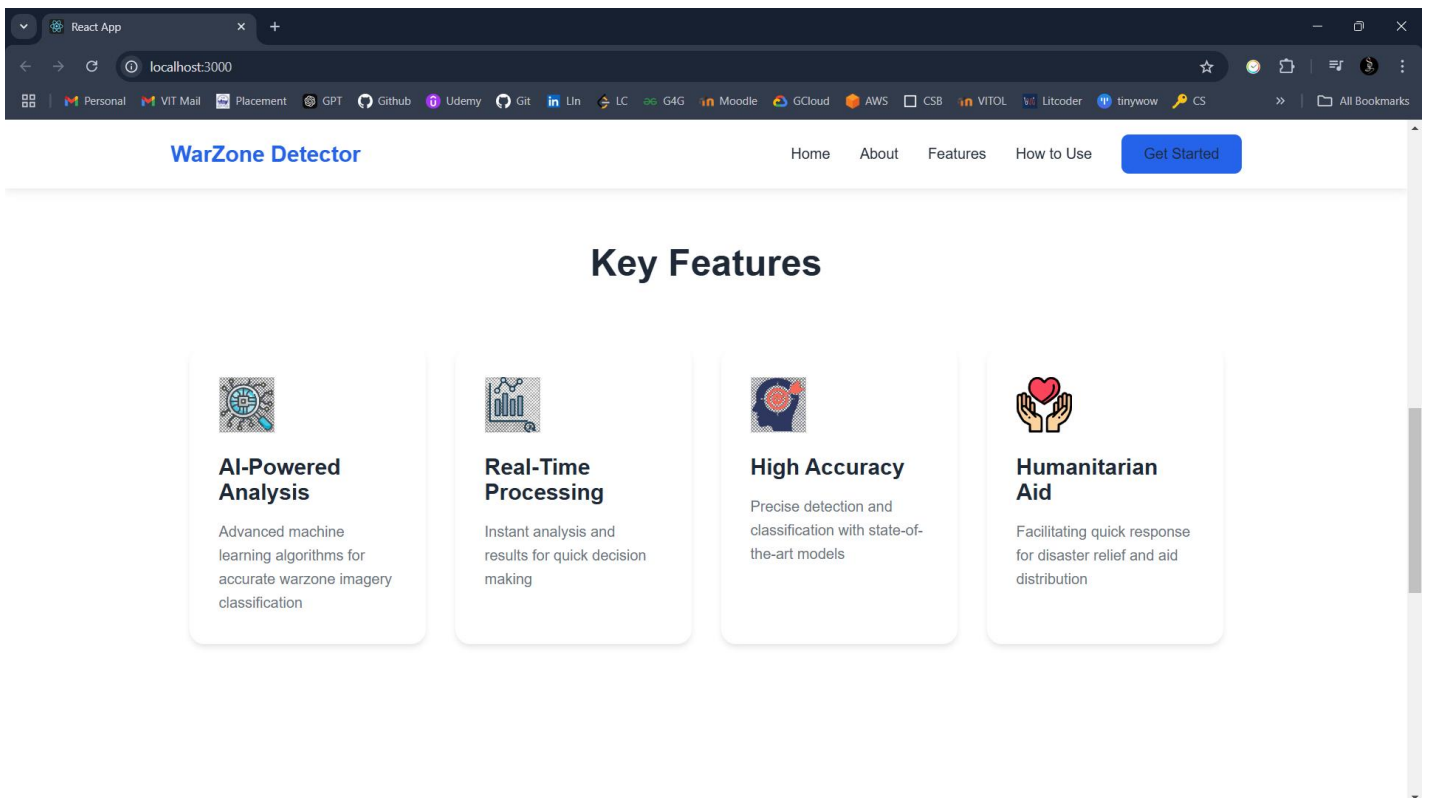 React App
localhost:3000
Personal VIT Mail Placement GPT Github Udemy Git LIn LC G4G Moodle GCloud AWS CSB VITOL Litcoder tinywow CS All Bookmarks
WarZone Detector Home About Features How to Use Get Started
Key Features
AI-Powered
Analysis
Advanced machine
learning algorithms for
accurate warzone imagery
classification
Real-Time
Processing
Instant analysis and
results for quick decision
making
High Accuracy
Precise detection and
classification with state-of-
the-art models
Humanitarian
Aid
Facilitating quick response
for disaster relief and aid
distribution